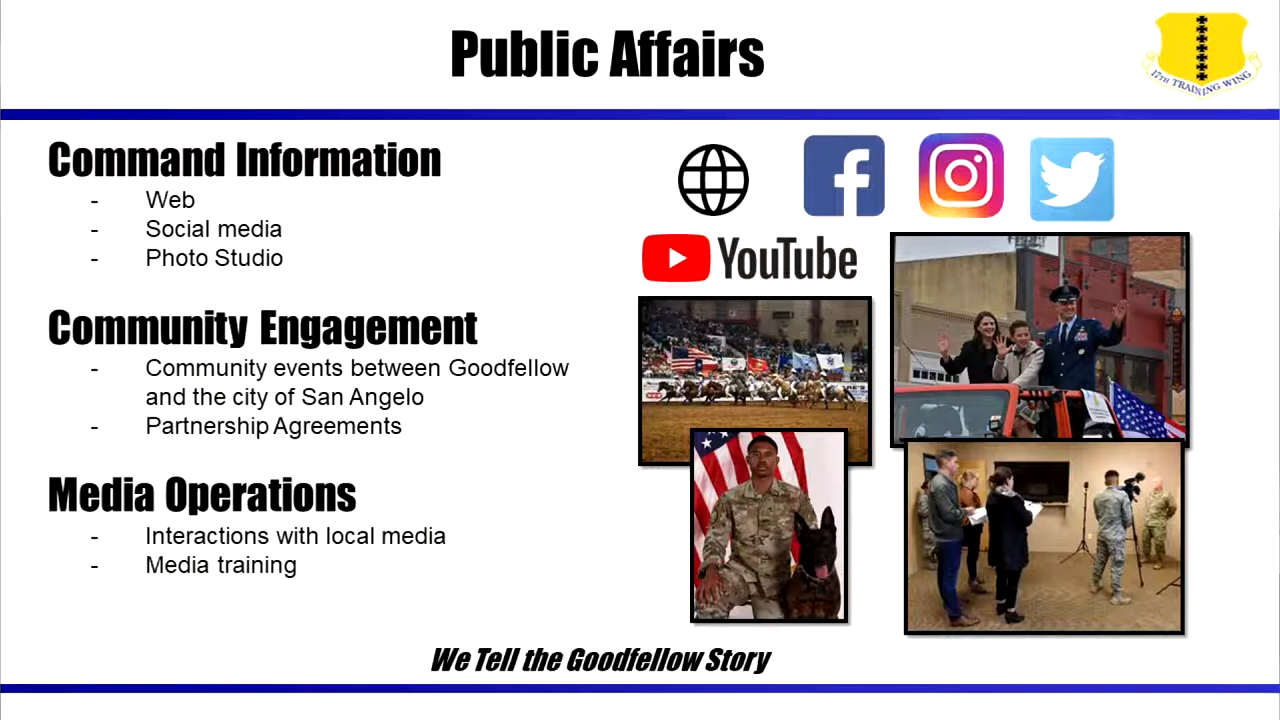 Public Affairs
17TH TRAINING WING
Command Information
- Web
- Social media
- Photo Studio
Community Engagement
- Community events between Goodfellow
and the city of San Angelo
- Partnership Agreements
Media Operations
- Interactions with local media
- Media training
YouTube
We Tell the Goodfellow Story